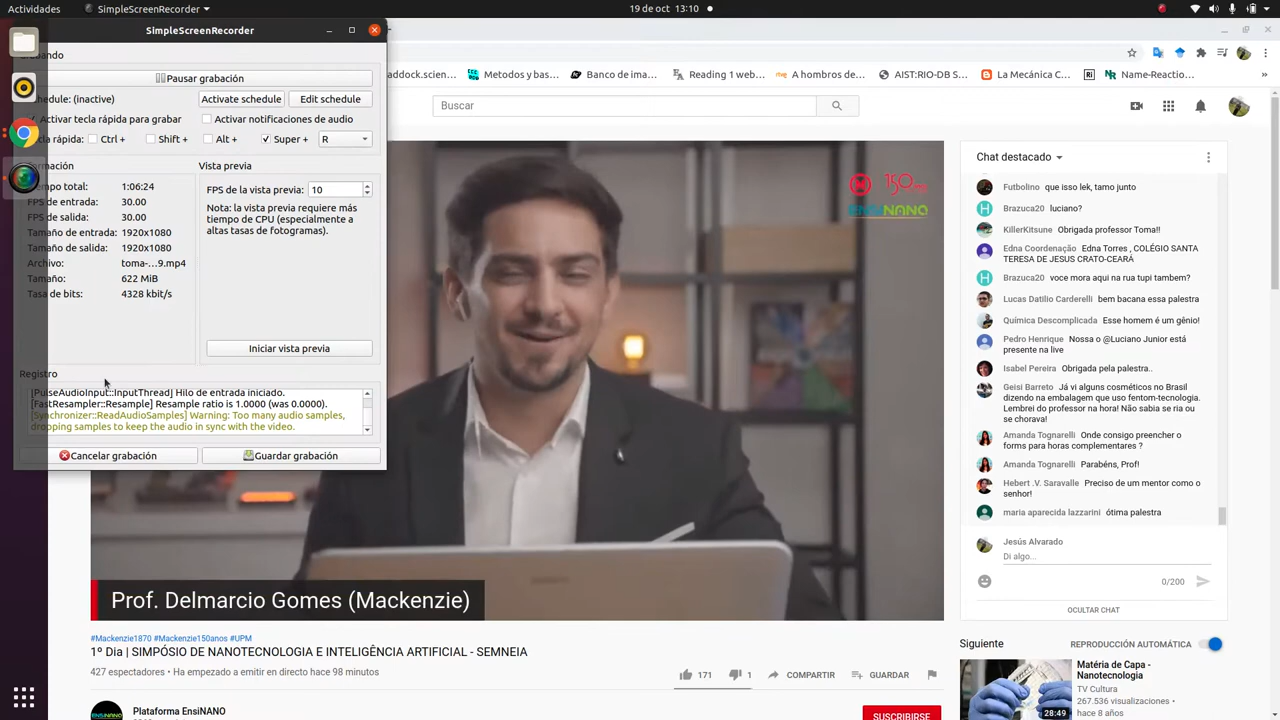 Actividades
SimpleScreenRecorder
19 de oct 13:10
SimpleScreenRecorder
Grabando
Pausar grabación
Schedule: (inactive)
Activate schedule
Edit schedule
Activar tecla rápida para grabar
Activar notificaciones de audio
Tecla rápida:
Ctrl +
Shift +
Alt +
Super +
R
Información
Tiempo total: 1:06:24
FPS de entrada: 30.00
FPS de salida: 30.00
Tamaño de entrada: 1920x1080
Tamaño de salida: 1920x1080
Archivo: toma-...9.mp4
Tamaño: 622 MiB
Tasa de bits: 4328 kbit/s
Vista previa
FPS de la vista previa: 10
Nota: la vista previa requiere más
tiempo de CPU (especialmente a
altas tasas de fotogramas).
Iniciar vista previa
Registro
[PulseAudioInput::InputThread] Hilo de entrada iniciado.
[FastResampler::Resample] Resample ratio is 1.0000 (was 0.0000).
[Synchronizer::ReadAudioSamples] Warning: Too many audio samples,
dropping samples to keep the audio in sync with the video.
Cancelar grabación
Guardar grabación
addock.scien...
Metodos y bas...
Banco de ima...
Reading 1 web...
A hombros de...
AIST:RIO-DB S...
La Mecánica C...
Name-Reactio...
»
Buscar
150
ENSINANO
Prof. Delmarcio Gomes (Mackenzie)
#Mackenzie1870 #Mackenzie150anos #UPM
1º Dia | SIMPÓSIO DE NANOTECNOLOGIA E INTELIGÊNCIA ARTIFICIAL - SEMNEIA
427 espectadores • Ha empezado a emitir en directo hace 98 minutos
171
1
COMPARTIR
GUARDAR
Plataforma EnsiNANO
SUSCRIBIRSE
Chat destacado
Futbolino que isso lek, tamo junto
Brazuca20 luciano?
KillerKitsune Obrigada professor Toma!!
Edna Coordenação Edna Torres , COLÉGIO SANTA
TERESA DE JESUS CRATO-CEARÁ
Brazuca20 voce mora aqui na rua tupi tambem?
Lucas Datilio Carderelli bem bacana essa palestra
Química Descomplicada Esse homem é um gênio!
Pedro Henrique Nossa o @Luciano Junior está
presente na live
Isabel Pereira Obrigada pela palestra..
Geisi Barreto Já vi alguns cosméticos no Brasil
dizendo na embalagem que uso fentom-tecnologia.
Lembrei do professor na hora! Não sabia se ria ou
se chorava!
Amanda Tognarelli Onde consigo preencher o
forms para horas complementares ?
Amanda Tognarelli Parabéns, Prof!
Hebert .V. Saravalle Preciso de um mentor como o
senhor!
maria aparecida lazzarini ótima palestra
Jesús Alvarado
Di algo...
0/200
OCULTAR CHAT
Siguiente
REPRODUCCIÓN AUTOMÁTICA
Matéria de Capa -
Nanotecnologia
TV Cultura
267.536 visualizaciones •
hace 8 años
28:49